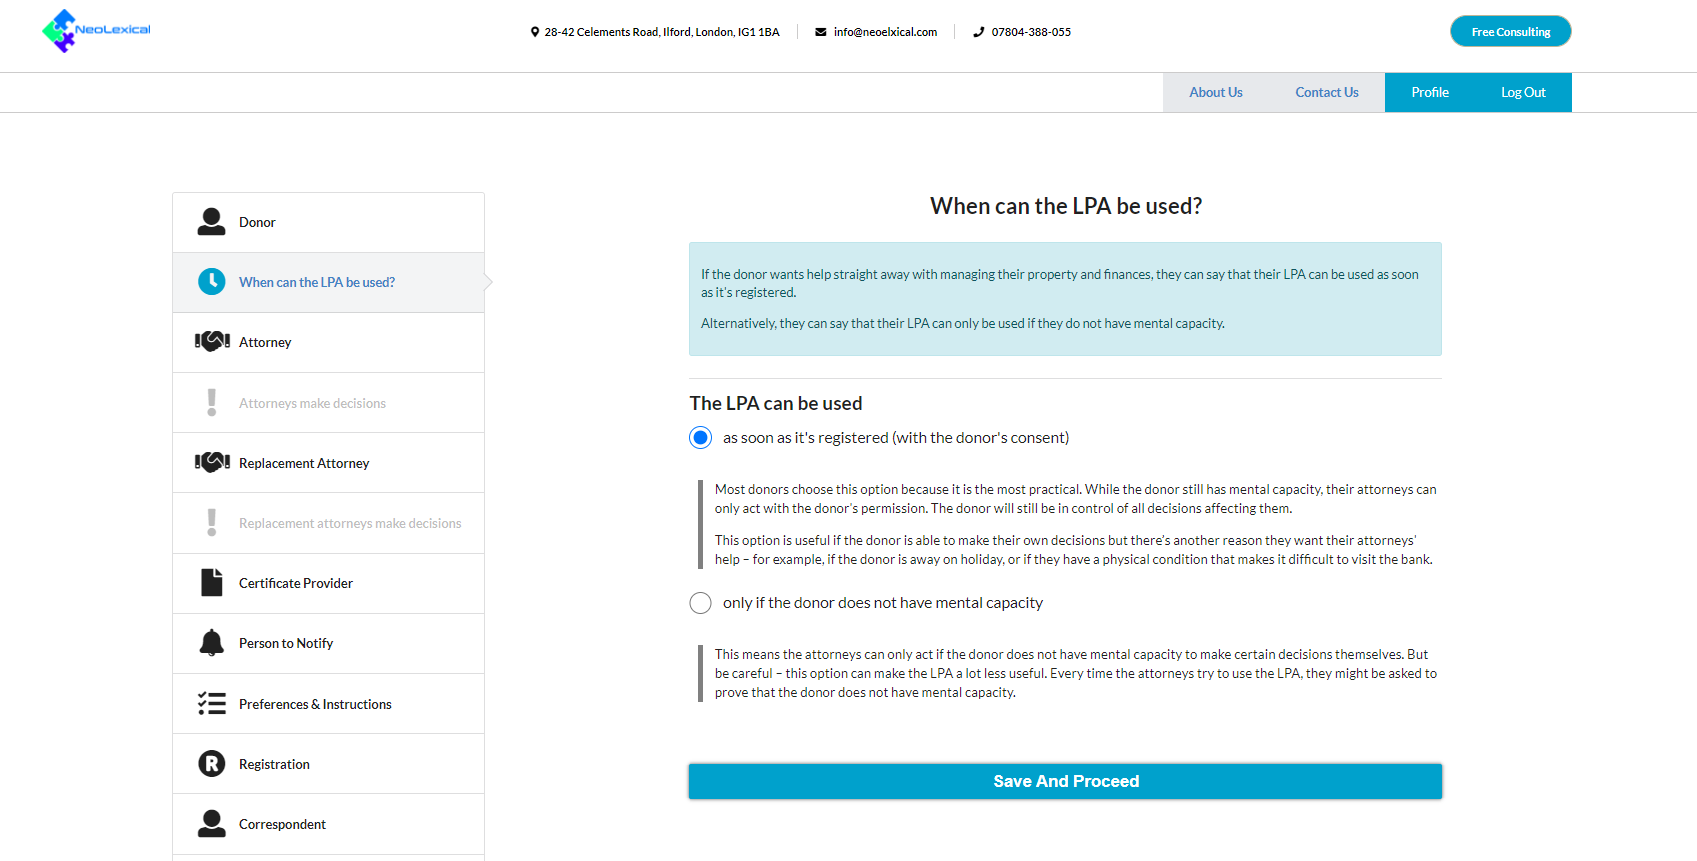 NeoLexical
28-42 Celements Road, Ilford, London, IG1 1BA
info@neoelxical.com
07804-388-055
Free Consulting
About Us
Contact Us
Profile
Log Out
Donor
When can the LPA be used?
Attorney
Attorneys make decisions
Replacement Attorney
Replacement attorneys make decisions
Certificate Provider
Person to Notify
Preferences & Instructions
R
Registration
Correspondent
When can the LPA be used?
If the donor wants help straight away with managing their property and finances, they can say that their LPA can be used as soon
as it's registered.
Alternatively, they can say that their LPA can only be used if they do not have mental capacity.
The LPA can be used
as soon as it's registered (with the donor's consent)
Most donors choose this option because it is the most practical. While the donor still has mental capacity, their attorneys can
only act with the donor's permission. The donor will still be in control of all decisions affecting them.
This option is useful if the donor is able to make their own decisions but there's another reason they want their attorneys'
help – for example, if the donor is away on holiday, or if they have a physical condition that makes it difficult to visit the bank.
only if the donor does not have mental capacity
This means the attorneys can only act if the donor does not have mental capacity to make certain decisions themselves. But
be careful – this option can make the LPA a lot less useful. Every time the attorneys try to use the LPA, they might be asked to
prove that the donor does not have mental capacity.
Save And Proceed